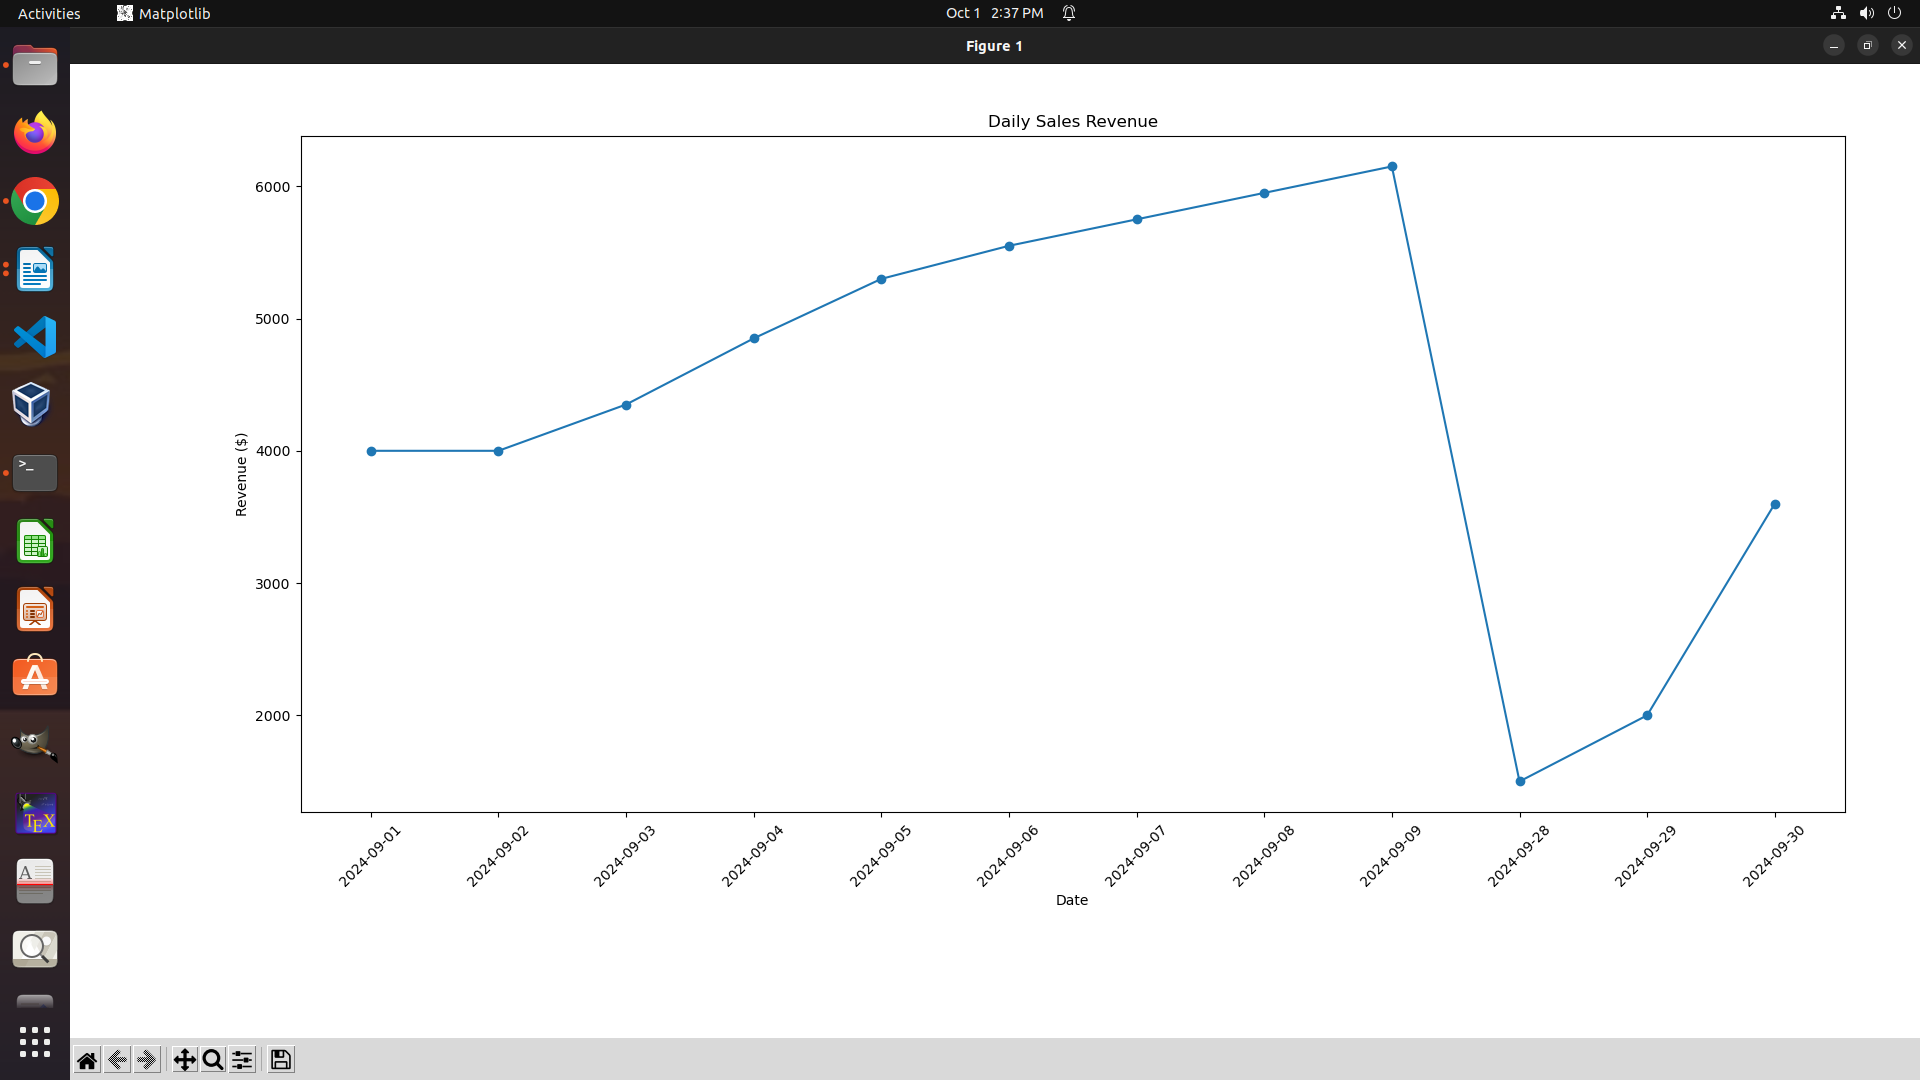 Activities
Matplotlib
Oct 1 2:37 PM
Figure 1
Daily Sales Revenue
6000
5000
4000
3000
2000
Revenue ($)
2024-09-01
2024-09-02
2024-09-03
2024-09-04
2024-09-05
2024-09-06
2024-09-07
2024-09-08
2024-09-09
2024-09-28
2024-09-29
2024-09-30
Date